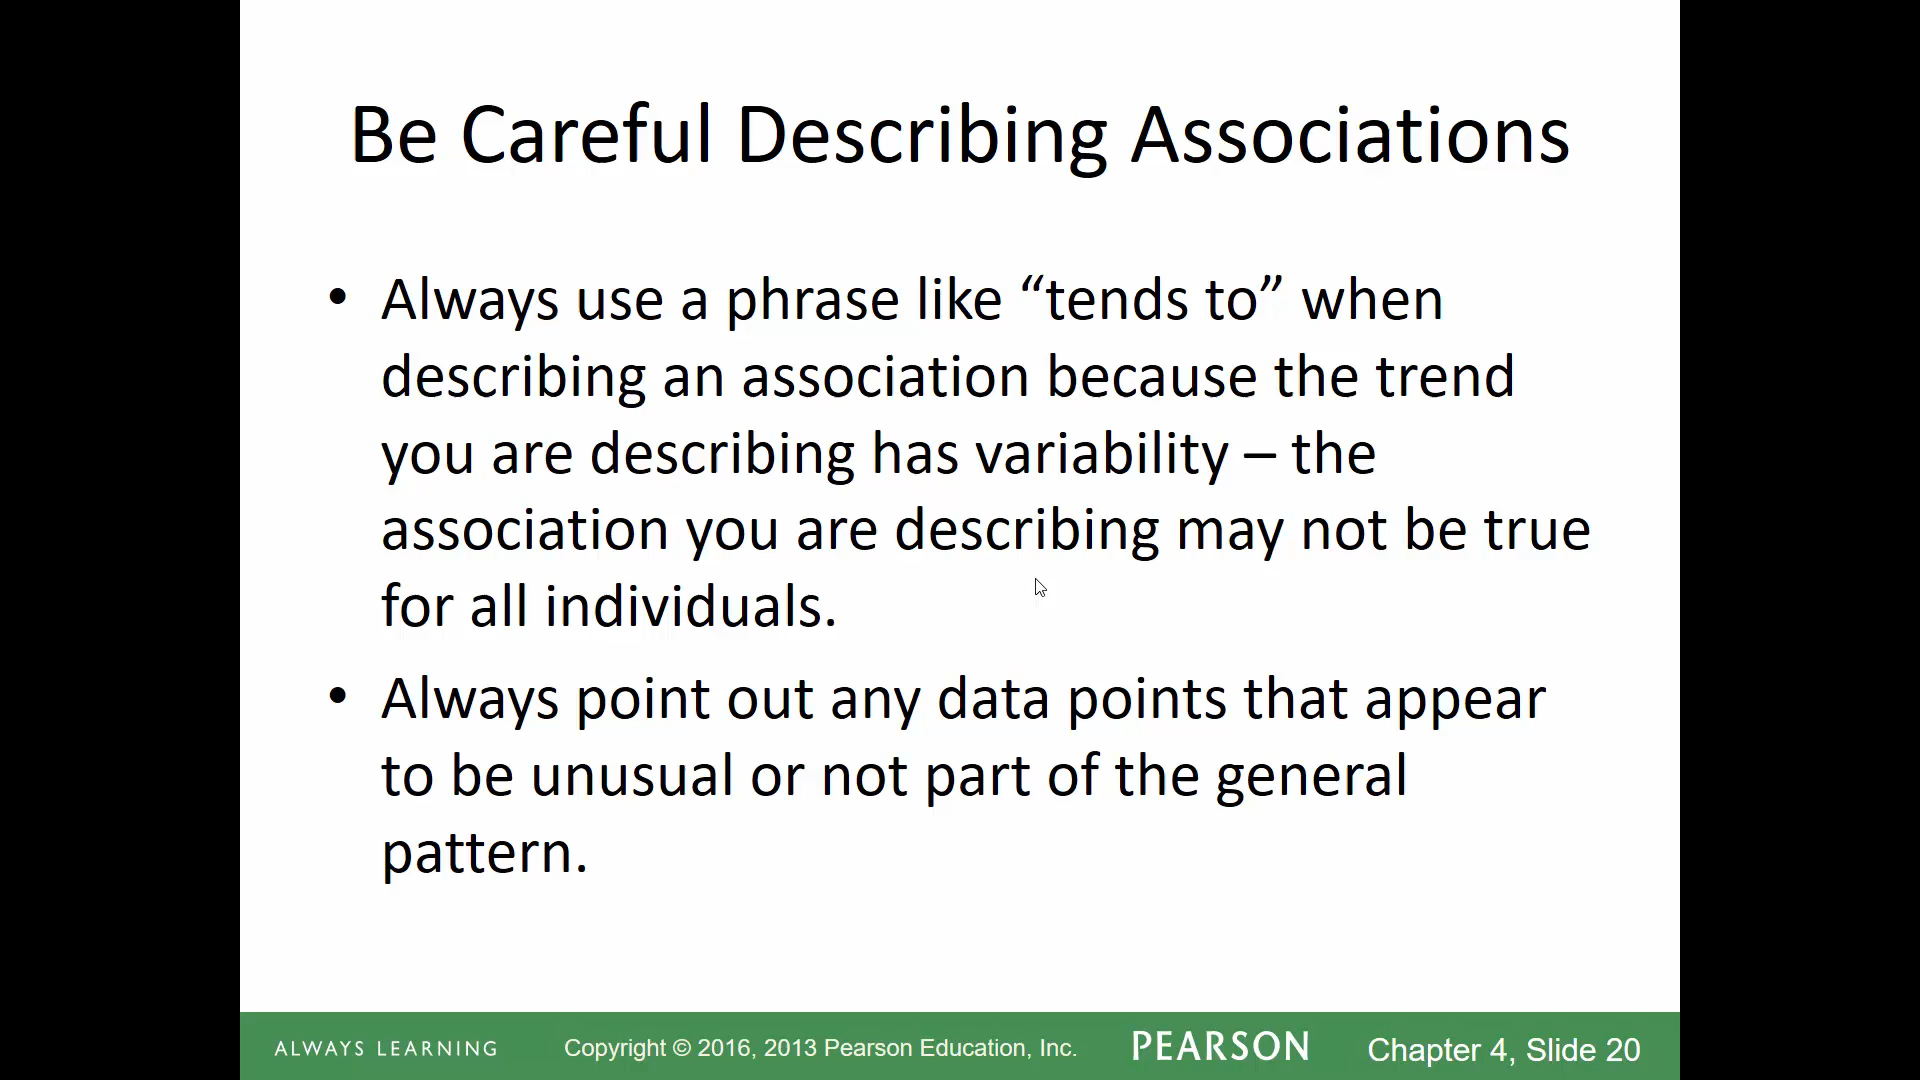 Be Careful Describing Associations
• Always use a phrase like “tends to” when
describing an association because the trend
you are describing has variability – the
association you are describing may not be true
for all individuals.
• Always point out any data points that appear
to be unusual or not part of the general
pattern.
ALWAYS LEARNING Copyright © 2016, 2013 Pearson Education, Inc. PEARSON Chapter 4, Slide 20